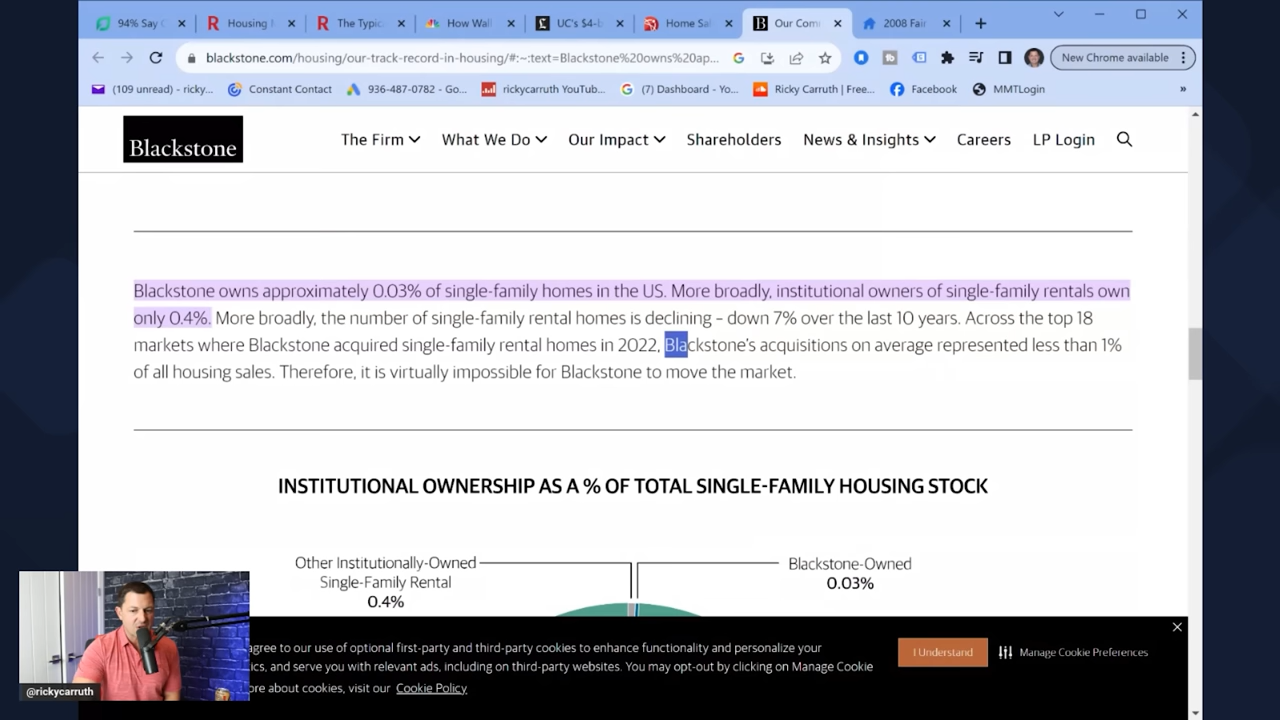 94% Say C
Housing M
The Typic
How Wall
UC's $4-b
Home Sal
Our Com
2008 Fair
blackstone.com/housing/our-track-record-in-housing/#:~:text=Blackstone%20owns%20ap...
New Chrome available
(109 unread) - ricky...
Constant Contact
936-487-0782 - Go...
rickycarruth YouTub...
(7) Dashboard - Yo...
Ricky Carruth | Free...
Facebook
MMTLogin
Blackstone
The Firm
What We Do
Our Impact
Shareholders
News & Insights
Careers
LP Login
Blackstone owns approximately 0.03% of single-family homes in the US. More broadly, institutional owners of single-family rentals own
only 0.4%. More broadly, the number of single-family rental homes is declining – down 7% over the last 10 years. Across the top 18
markets where Blackstone acquired single-family rental homes in 2022, Blackstone's acquisitions on average represented less than 1%
of all housing sales. Therefore, it is virtually impossible for Blackstone to move the market.
INSTITUTIONAL OWNERSHIP AS A % OF TOTAL SINGLE-FAMILY HOUSING STOCK
Other Institutionally-Owned
Single-Family Rental
0.4%
Blackstone-Owned
0.03%
agree to our use of optional first-party and third-party cookies to enhance functionality and personalize your
ics, and serve you with relevant ads, including on third-party websites. You may opt-out by clicking on Manage Cookie
ore about cookies, visit our Cookie Policy
I Understand
Manage Cookie Preferences
@rickycarruth